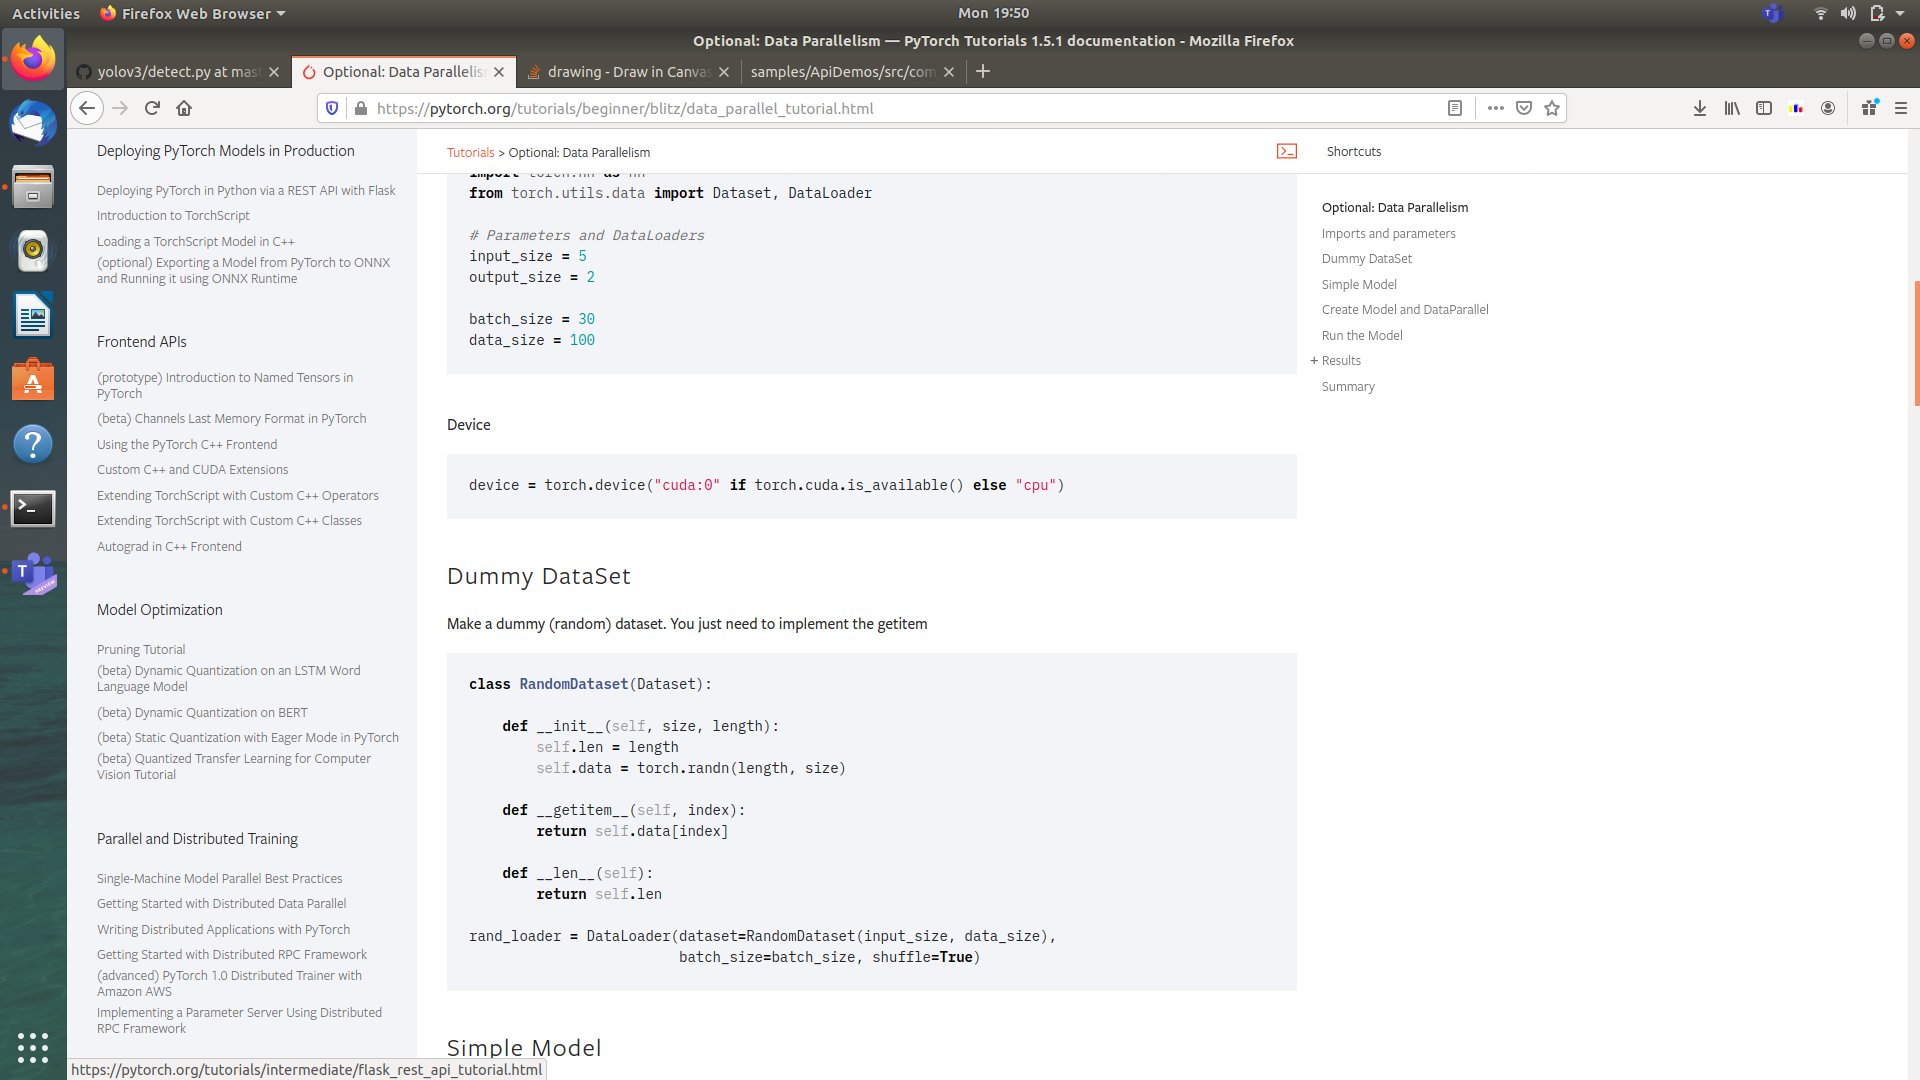 Activities
Firefox Web Browser
Mon 19:50
Optional: Data Parallelism — PyTorch Tutorials 1.5.1 documentation - Mozilla Firefox
yolov3/detect.py at mast
Optional: Data Parallelis
drawing - Draw in Canvas
samples/ApiDemos/src/com
https://pytorch.org/tutorials/beginner/blitz/data_parallel_tutorial.html
Deploying PyTorch Models in Production
Deploying PyTorch in Python via a REST API with Flask
Introduction to TorchScript
Loading a TorchScript Model in C++
(optional) Exporting a Model from PyTorch to ONNX
and Running it using ONNX Runtime
Frontend APIs
(prototype) Introduction to Named Tensors in
PyTorch
(beta) Channels Last Memory Format in PyTorch
Using the PyTorch C++ Frontend
Custom C++ and CUDA Extensions
Extending TorchScript with Custom C++ Operators
Extending TorchScript with Custom C++ Classes
Autograd in C++ Frontend
Model Optimization
Pruning Tutorial
(beta) Dynamic Quantization on an LSTM Word
Language Model
(beta) Dynamic Quantization on BERT
(beta) Static Quantization with Eager Mode in PyTorch
(beta) Quantized Transfer Learning for Computer
Vision Tutorial
Parallel and Distributed Training
Single-Machine Model Parallel Best Practices
Getting Started with Distributed Data Parallel
Writing Distributed Applications with PyTorch
Getting Started with Distributed RPC Framework
(advanced) PyTorch 1.0 Distributed Trainer with
Amazon AWS
Implementing a Parameter Server Using Distributed
RPC Framework
Tutorials > Optional: Data Parallelism
import torch.nn as nn
from torch.utils.data import Dataset, DataLoader
# Parameters and DataLoaders
input_size = 5
output_size = 2
batch_size = 30
data_size = 100
Device
device = torch.device("cuda:0" if torch.cuda.is_available() else "cpu")
Dummy DataSet
Make a dummy (random) dataset. You just need to implement the getitem
class RandomDataset(Dataset):
def __init__(self, size, length):
self.len = length
self.data = torch.randn(length, size)
def __getitem__(self, index):
return self.data[index]
def __len__(self):
return self.len
rand_loader = DataLoader(dataset=RandomDataset(input_size, data_size),
batch_size=batch_size, shuffle=True)
Simple Model
Shortcuts
Optional: Data Parallelism
Imports and parameters
Dummy DataSet
Simple Model
Create Model and DataParallel
Run the Model
+ Results
Summary
https://pytorch.org/tutorials/intermediate/flask_rest_api_tutorial.html